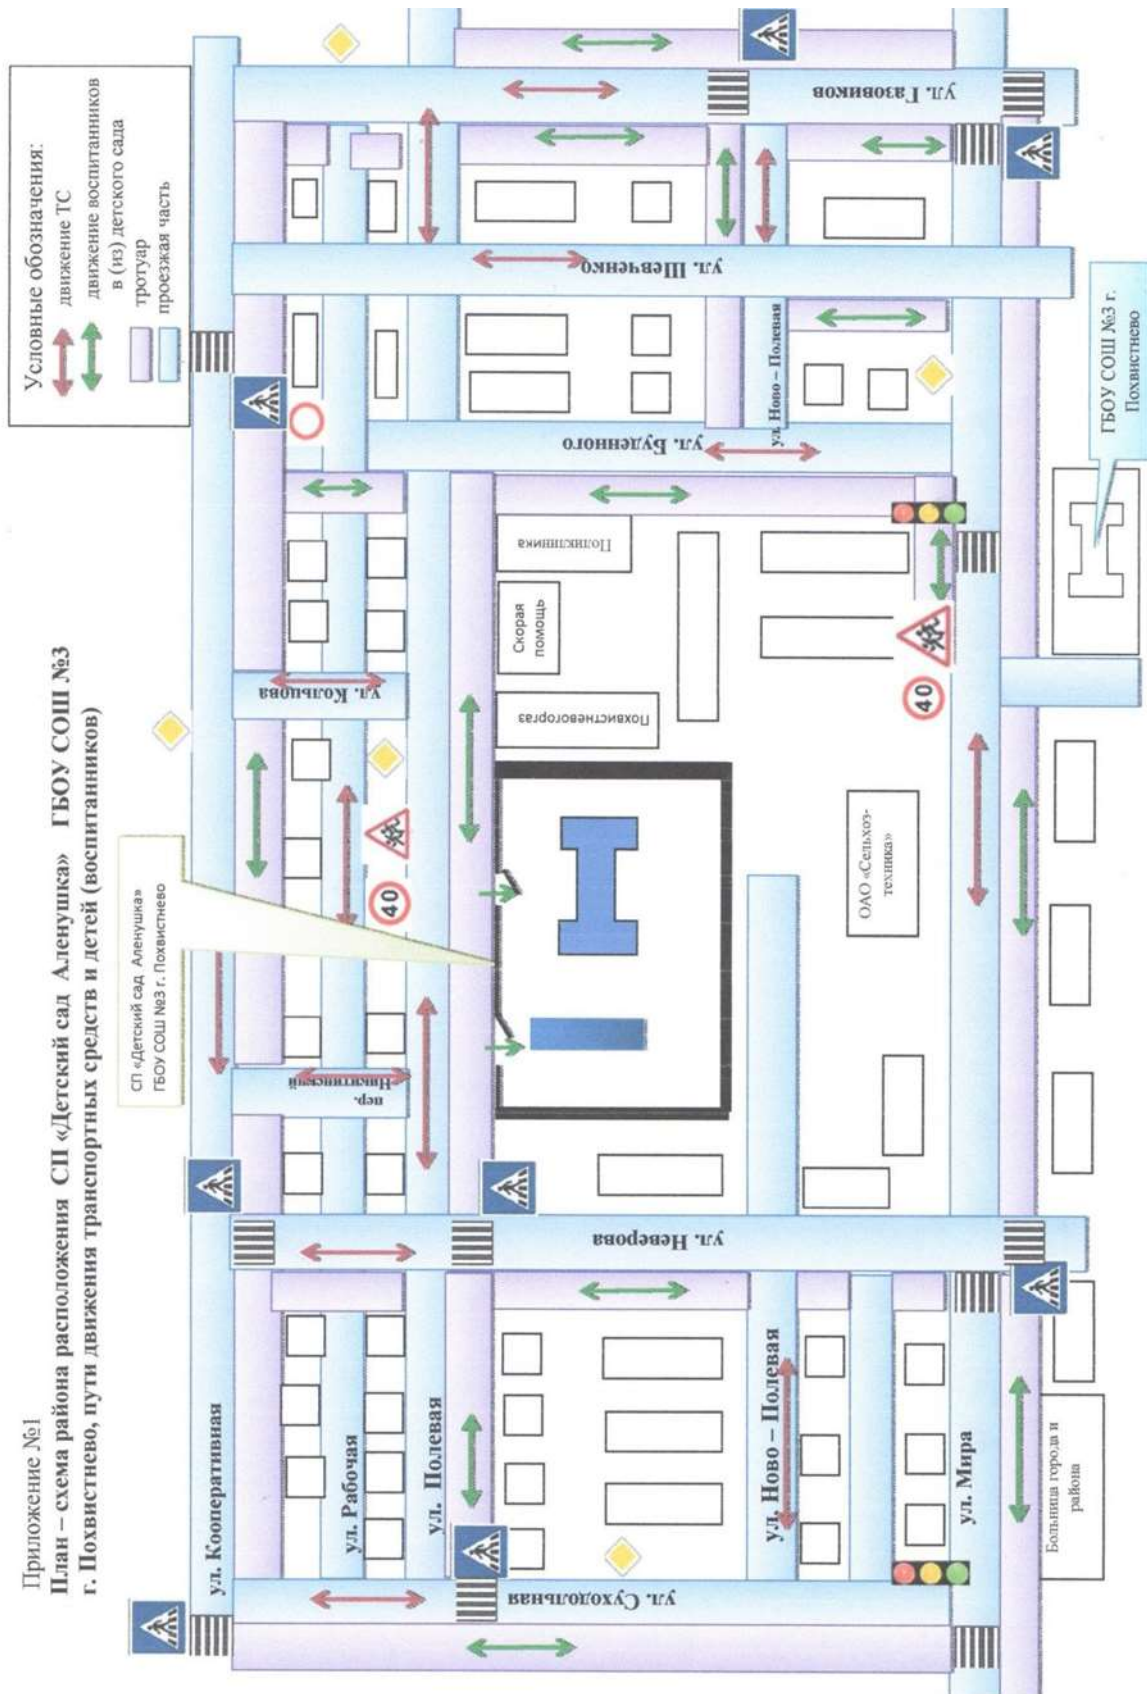 Приложение №1
План – схема района расположения СП «Детский сад Аленушка» ГБОУ СОШ №3
г. Похвистнево, пути движения транспортных средств и детей (воспитанников)
Условные обозначения:
движение ТС
движение воспитанников
в (из) детского сада
тротуар
проезжая часть
СП «Детский сад Аленушка»
ГБОУ СОШ №3 г. Похвистнево
ул. Кооперативная
ул. Рабочая
ул. Полевая
ул. Ново – Полевая
ул. Мира
ул. Суходольная
ул. Неверова
пер.
Никитинский
ул. Кольцова
ул. Буденного
ул. Шевченко
ул. Газовиков
ул. Ново – Полевая
40
40
Похвистневогоргаз
Скорая
помощь
Поликлиника
ОАО «Сельхоз-
техника»
Больница города и
района
ГБОУ СОШ №3 г.
Похвистнево